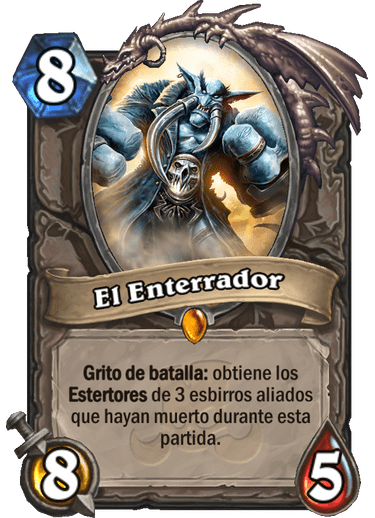 8
El Enterrador
Grito de batalla: obtiene los
Estertores de 3 esbirros aliados
que hayan muerto durante esta
partida.
8
5